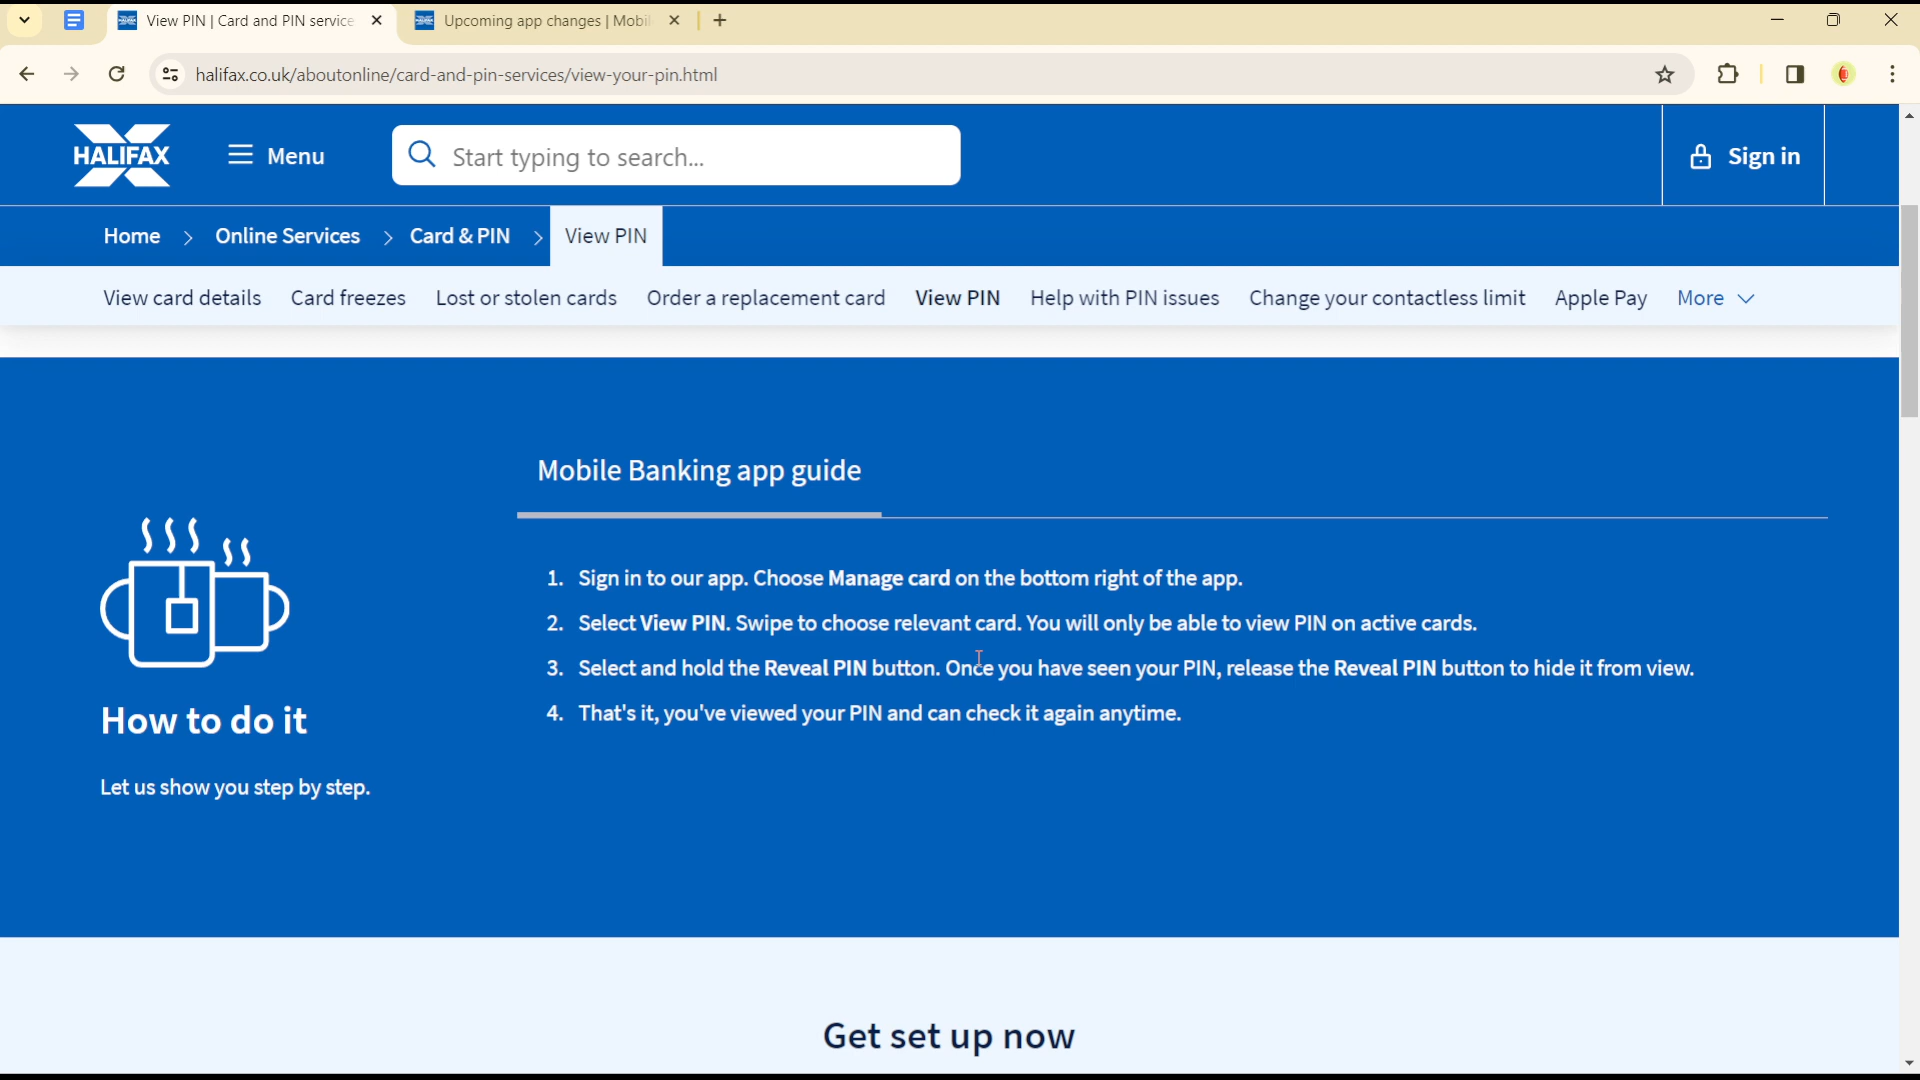 View PIN | Card and PIN service
Upcoming app changes | Mobil
halifax.co.uk/aboutonline/card-and-pin-services/view-your-pin.html
HALIFAX
Menu
Start typing to search...
Sign in
Home
Online Services
Card & PIN
View PIN
View card details
Card freezes
Lost or stolen cards
Order a replacement card
View PIN
Help with PIN issues
Change your contactless limit
Apple Pay
More
Mobile Banking app guide
1. Sign in to our app. Choose Manage card on the bottom right of the app.
2. Select View PIN. Swipe to choose relevant card. You will only be able to view PIN on active cards.
3. Select and hold the Reveal PIN button. Once you have seen your PIN, release the Reveal PIN button to hide it from view.
4. That's it, you've viewed your PIN and can check it again anytime.
How to do it
Let us show you step by step.
Get set up now